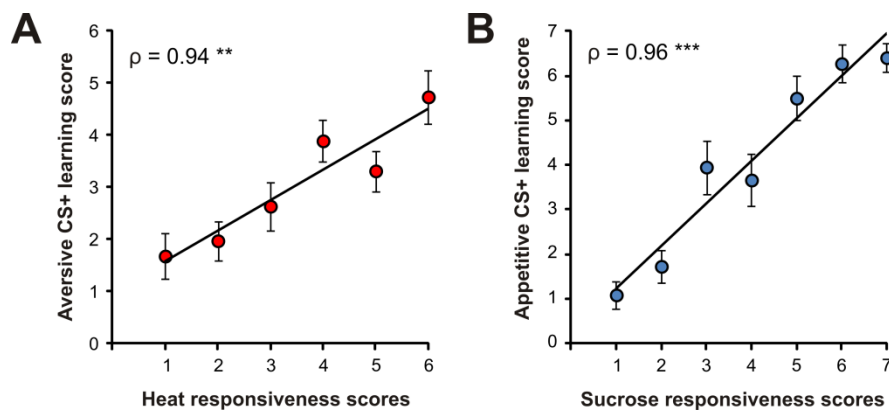 A
ρ = 0.94 **
Aversive CS+ learning score
6
5
4
3
2
1
0
1 2 3 4 5 6
Heat responsiveness scores
B
ρ = 0.96 ***
Appetitive CS+ learning score
7
6
5
4
3
2
1
0
1 2 3 4 5 6 7
Sucrose responsiveness scores